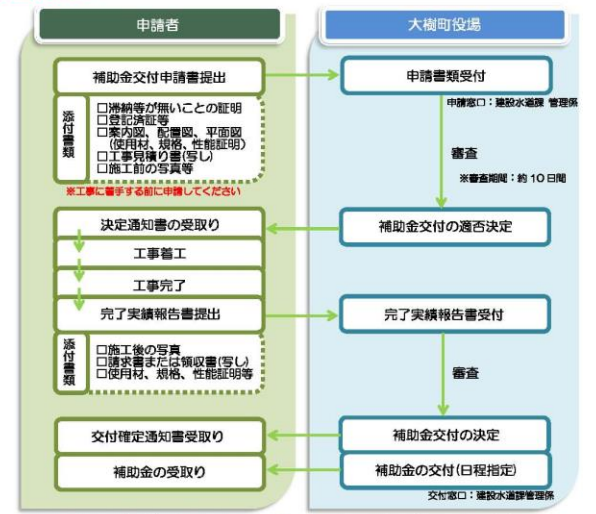 申請者
大樹町役場
補助金交付申請書提出
申請書類受付
申請窓口：建設水道課 管理係
添付書類
□滞納等が無いことの証明
□登記済証等
□案内図、配置図、平面図
(使用材、規格、性能証明)
□工事見積り書(写し)
□施工前の写真等
※工事に着手する前に申請してください
審査
※審査期間：約10日間
決定通知書の受取り
補助金交付の適否決定
工事着工
工事完了
完了実績報告書提出
完了実績報告書受付
添付書類
□施工後の写真
□請求書または領収書(写し)
□使用材、規格、性能証明等
審査
交付確定通知書受取り
補助金交付の決定
補助金の受取り
補助金の交付(日程指定)
交付窓口：建設水道課管理係